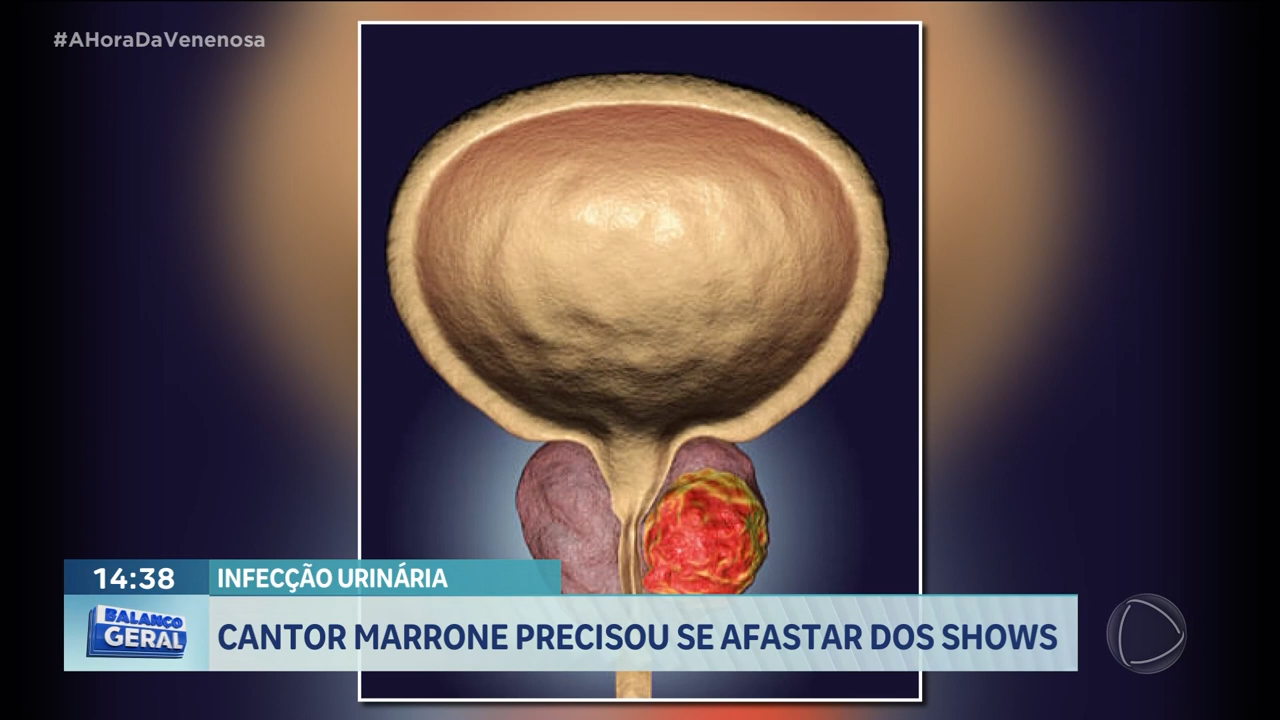 #AHoraDaVenenosa
14:38
INFECÇÃO URINÁRIA
BALANÇO
GERAL
CANTOR MARRONE PRECISOU SE AFASTAR DOS SHOWS